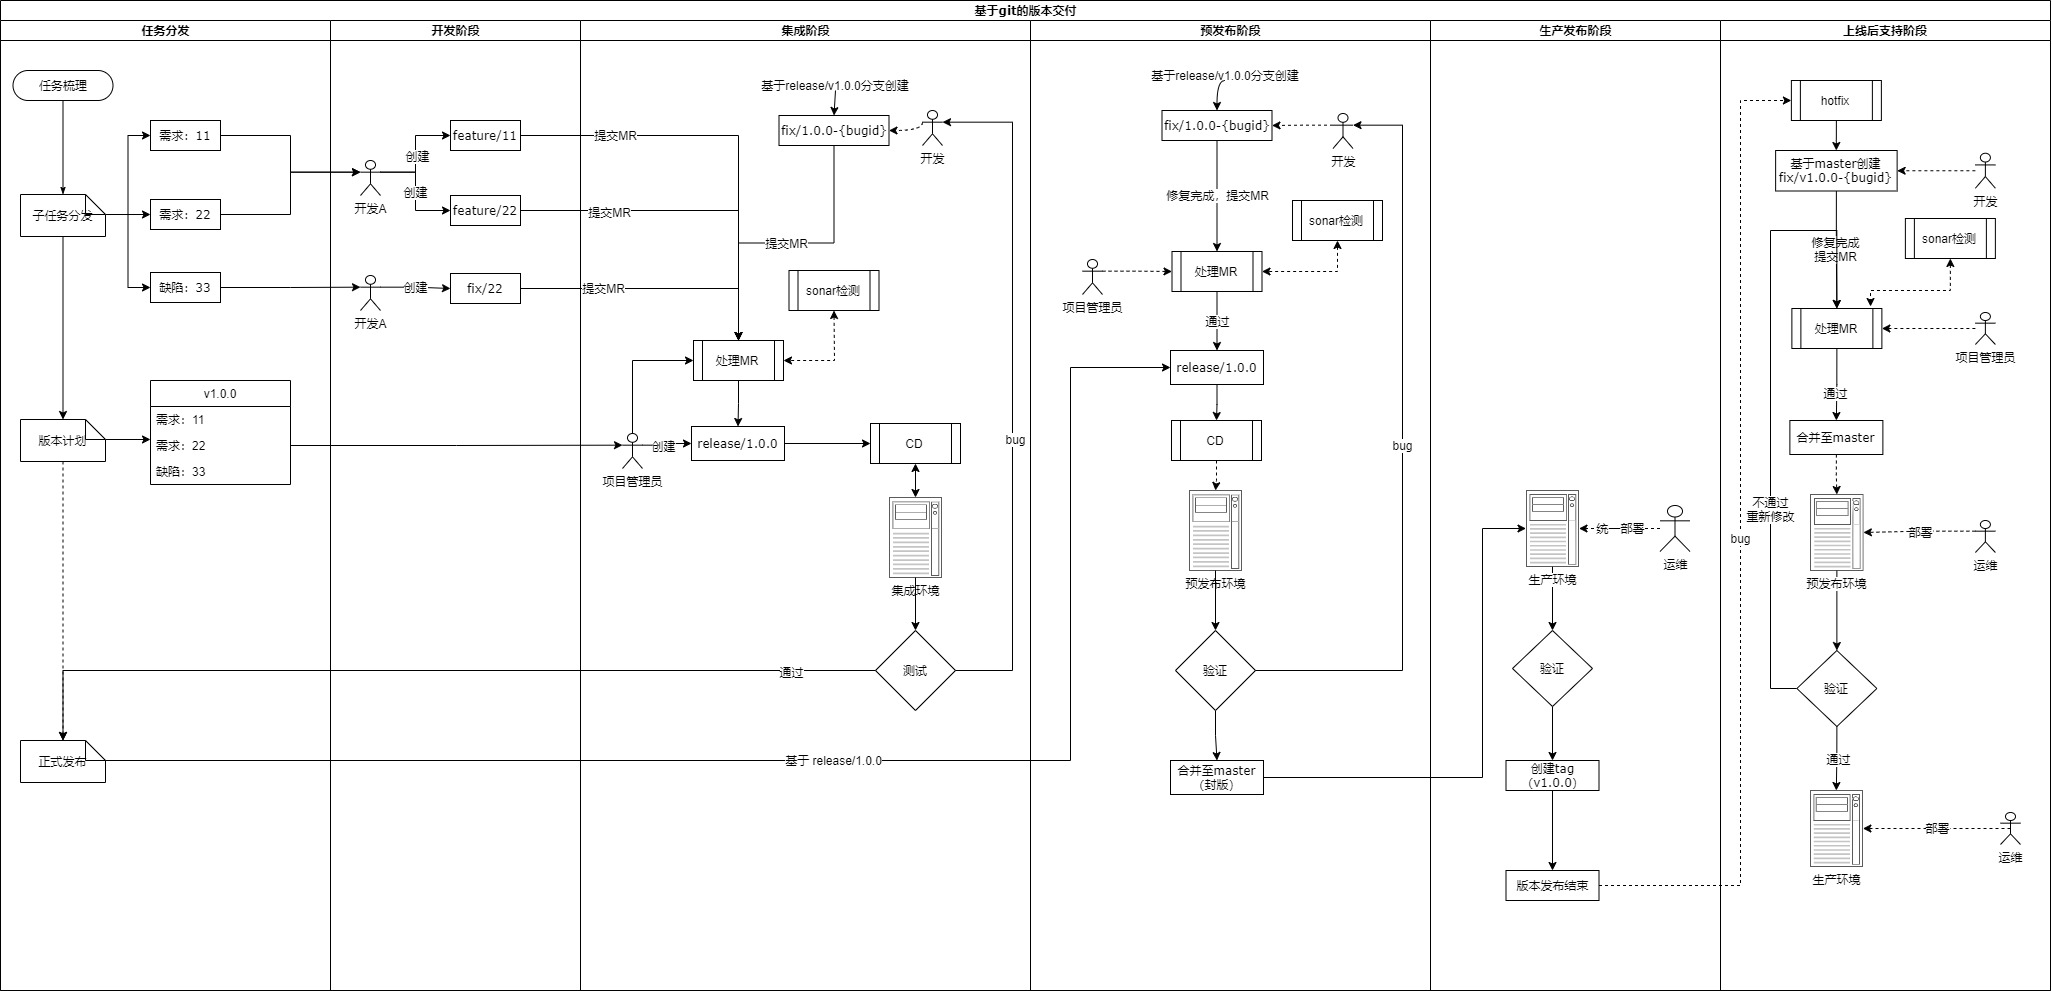 基于git的版本交付
任务分发
开发阶段
集成阶段
预发布阶段
生产发布阶段
上线后支持阶段
任务梳理
需求：11
子任务分发
需求：22
缺陷：33
版本计划
v1.0.0
需求：11
需求：22
缺陷：33
正式发布
开发A
创建
创建
feature/11
feature/22
开发A
创建
fix/22
提交MR
提交MR
提交MR
基于release/v1.0.0分支创建
fix/1.0.0-{bugid}
开发
提交MR
sonar检测
处理MR
项目管理员
创建
release/1.0.0
CD
bug
集成环境
测试
通过
基于 release/1.0.0
基于release/v1.0.0分支创建
fix/1.0.0-{bugid}
开发
修复完成，提交MR
sonar检测
处理MR
项目管理员
通过
release/1.0.0
CD
bug
预发布环境
验证
合并至master
（封版）
统一部署
运维
生产环境
验证
创建tag
（v1.0.0）
版本发布结束
bug
hotfix
基于master创建
fix/v1.0.0-{bugid}
开发
修复完成
提交MR
sonar检测
处理MR
项目管理员
通过
合并至master
不通过
重新修改
部署
运维
预发布环境
验证
通过
部署
运维
生产环境